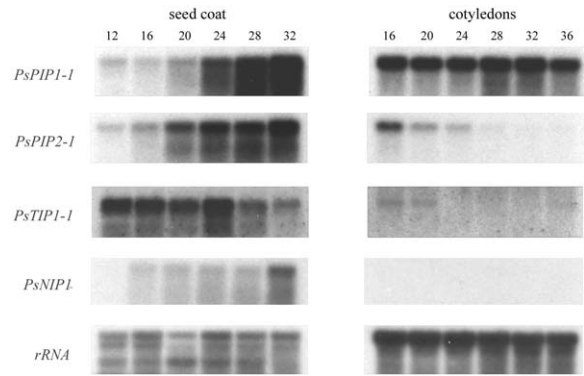 seed coat cotyledons
12 16 20 24 28 32 16 20 24 28 32 36
PsPIP1-1
PsPIP2-1
PsTIP1-1
PsNIP1
rRNA